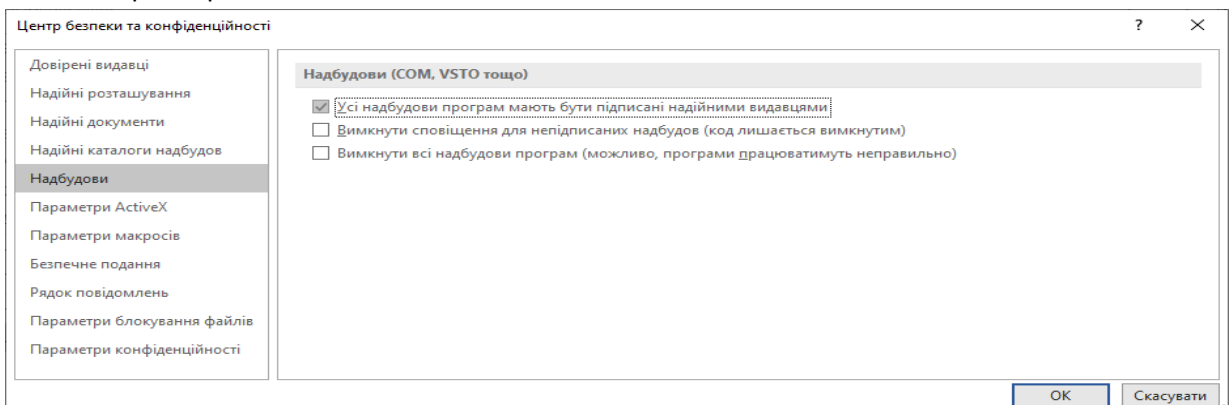 Центр безпеки та конфіденційності
Довірені видавці
Надійні розташування
Надійні документи
Надійні каталоги надбудов
Надбудови
Параметри ActiveX
Параметри макросів
Безпечне подання
Рядок повідомлень
Параметри блокування файлів
Параметри конфіденційності
Надбудови (COM, VSTO тощо)
Усі надбудови програм мають бути підписані надійними видавцями
Вимкнути сповіщення для непідписаних надбудов (код лишається вимкнутим)
Вимкнути всі надбудови програм (можливо, програми працюватимуть неправильно)
ОК
Скасувати